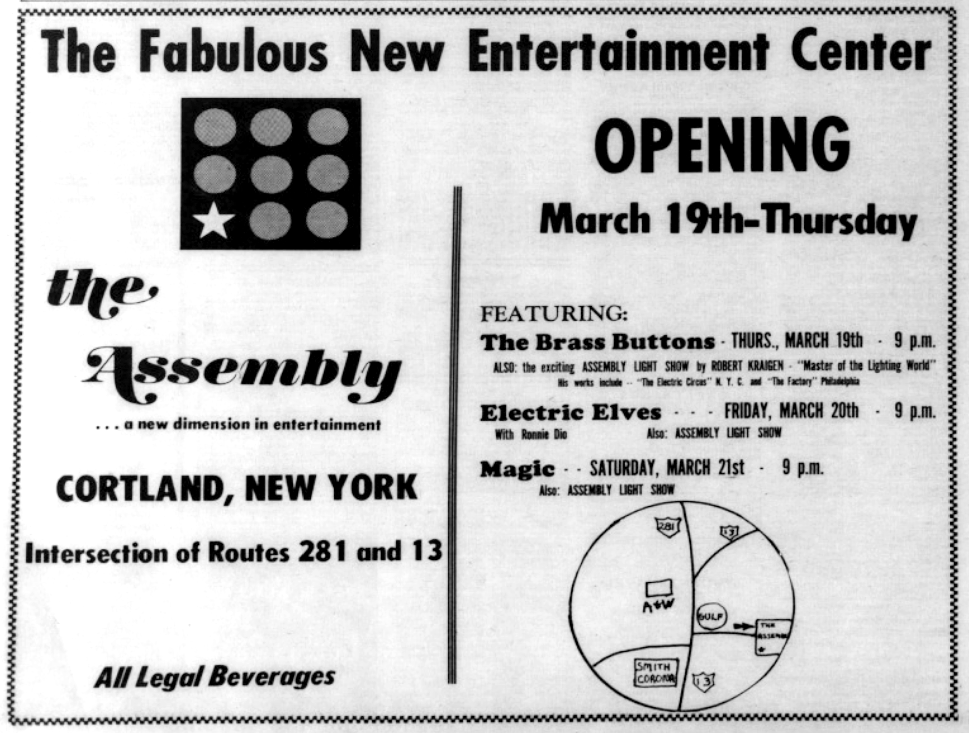 The Fabulous New Entertainment Center
the
Assembly
...a new dimension in entertainment
CORTLAND, NEW YORK
Intersection of Routes 281 and 13
All Legal Beverages
OPENING
March 19th-Thursday
FEATURING:
The Brass Buttons - THURS., MARCH 19th - 9 p.m.
ALSO: the exciting ASSEMBLY LIGHT SHOW by ROBERT KRAIGEN - "Master of the Lighting World"
His works include -- "The Electric Circus" N. Y. C. and "The Factory" Philadelphia
Electric Elves - - - FRIDAY, MARCH 20th - 9 p.m.
With Ronnie Dio Also: ASSEMBLY LIGHT SHOW
Magic - - SATURDAY, MARCH 21st - 9 p.m.
Also: ASSEMBLY LIGHT SHOW
281
13
A+W
GULF
THE
SMITH
CORONA
13